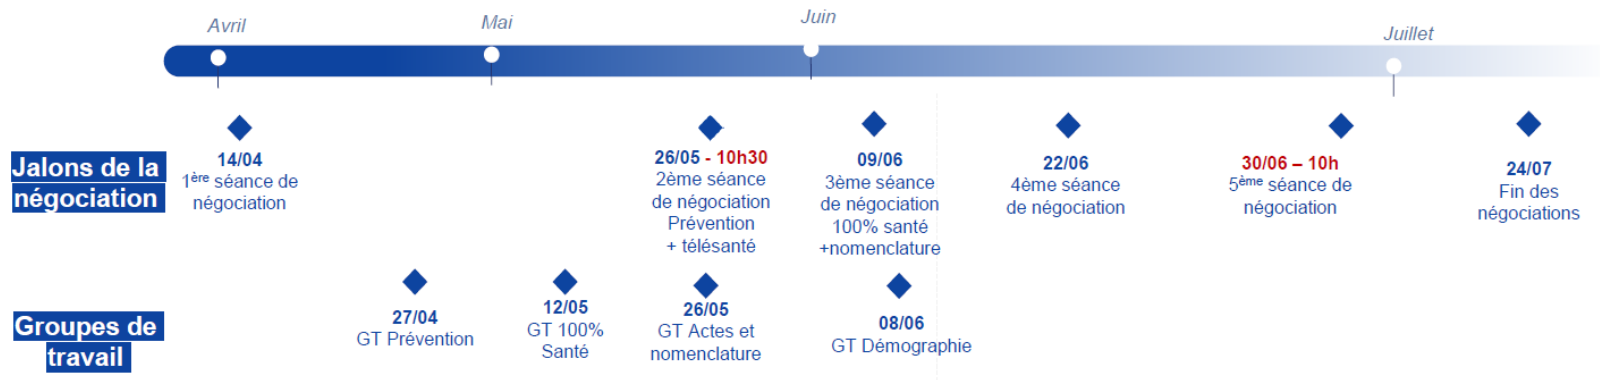 Avril
Mai
Juin
Juillet
Jalons de la
négociation
14/04
1ère séance de
négociation
26/05 - 10h30
2ème séance
de négociation
Prévention
+ télésanté
09/06
3ème séance
de négociation
100% santé
+nomenclature
22/06
4ème séance
de négociation
30/06 – 10h
5ème séance de
négociation
24/07
Fin des
négociations
Groupes de
travail
27/04
GT Prévention
12/05
GT 100%
Santé
26/05
GT Actes et
nomenclature
08/06
GT Démographie